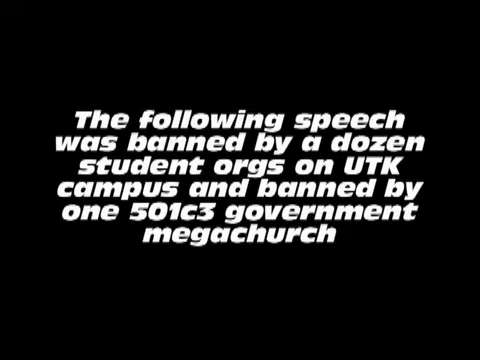 The following speech
was banned by a dozen
student orgs on UTK
campus and banned by
one 501c3 government
megachurch